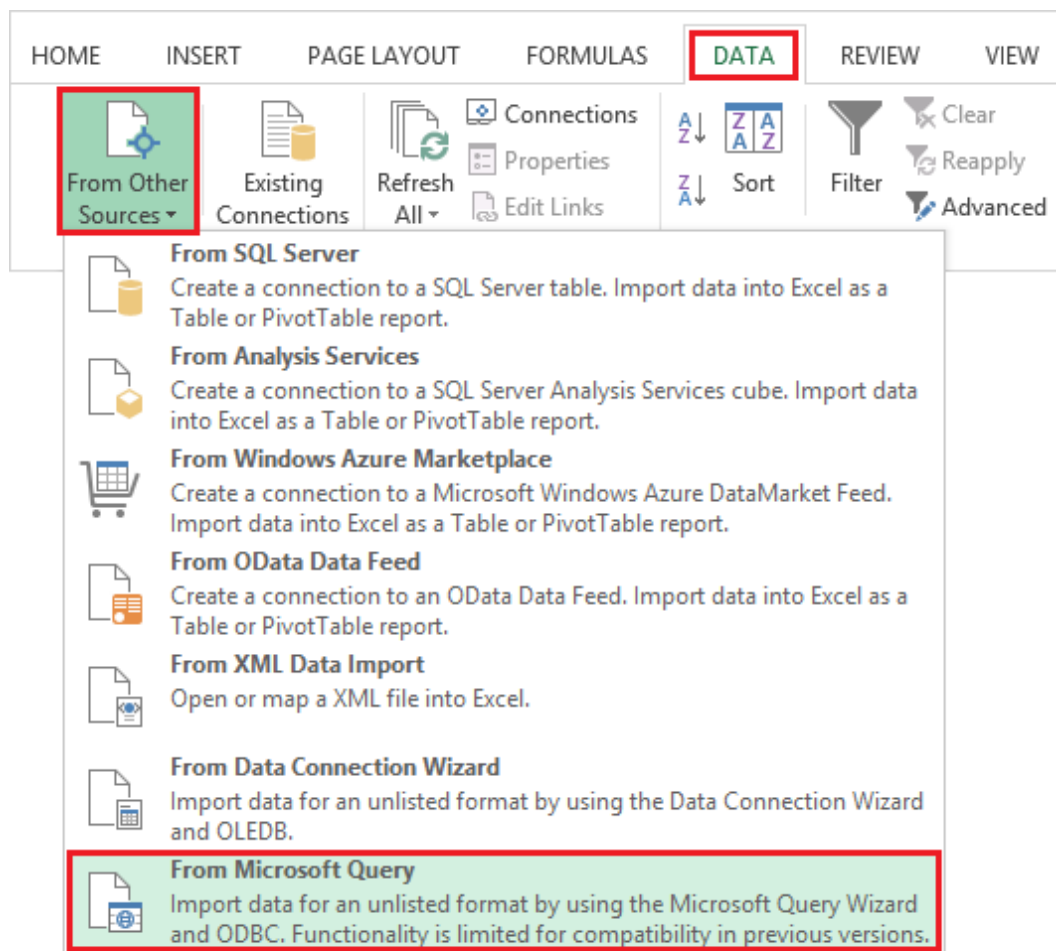 HOME INSERT PAGE LAYOUT FORMULAS DATA REVIEW VIEW
From Other
Sources
Existing
Connections
Refresh
All
Connections
Properties
Edit Links
A
Z
Z
A
Z A
A Z
Sort
Filter
Clear
Reapply
Advanced
From SQL Server
Create a connection to a SQL Server table. Import data into Excel as a
Table or PivotTable report.
From Analysis Services
Create a connection to a SQL Server Analysis Services cube. Import data
into Excel as a Table or PivotTable report.
From Windows Azure Marketplace
Create a connection to a Microsoft Windows Azure DataMarket Feed.
Import data into Excel as a Table or PivotTable report.
From OData Data Feed
Create a connection to an OData Data Feed. Import data into Excel as a
Table or PivotTable report.
From XML Data Import
Open or map a XML file into Excel.
From Data Connection Wizard
Import data for an unlisted format by using the Data Connection Wizard
and OLEDB.
From Microsoft Query
Import data for an unlisted format by using the Microsoft Query Wizard
and ODBC. Functionality is limited for compatibility in previous versions.